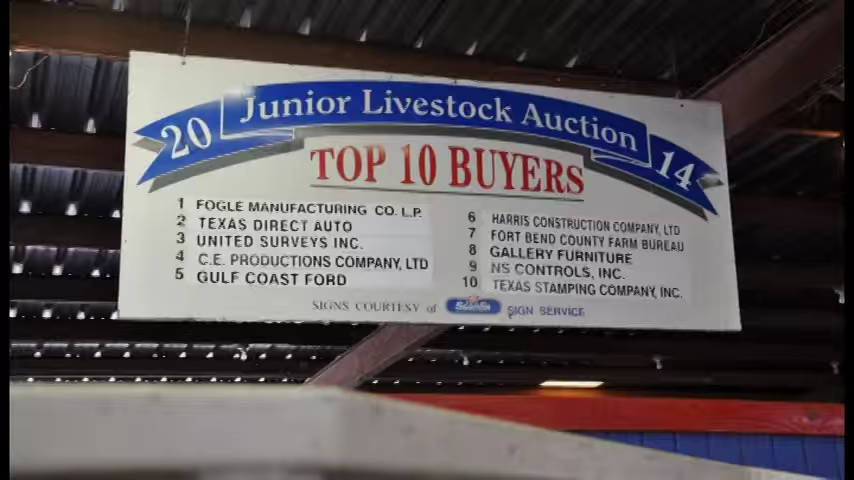 20 Junior Livestock Auction 14
TOP 10 BUYERS
1 FOGLE MANUFACTURING CO. L.P.
2 TEXAS DIRECT AUTO
3 UNITED SURVEYS INC.
4 C.E. PRODUCTIONS COMPANY, LTD
5 GULF COAST FORD
6 HARRIS CONSTRUCTION COMPANY, LTD
7 FORT BEND COUNTY FARM BUREAU
8 GALLERY FURNITURE
9 NS CONTROLS, INC.
10 TEXAS STAMPING COMPANY, INC.
SIGNS COURTESY of SIGN SERVICE